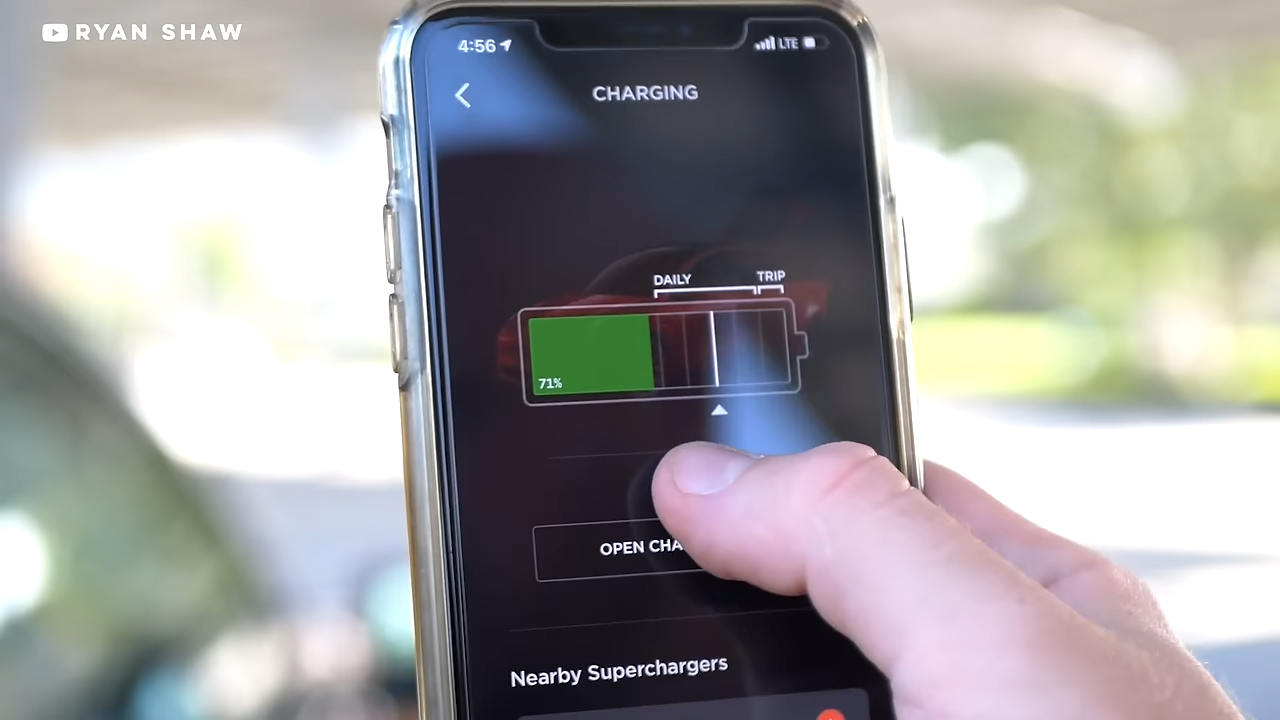 RYAN SHAW
4:56
LTE
CHARGING
DAILY
TRIP
71%
OPEN CHA
Nearby Superchargers